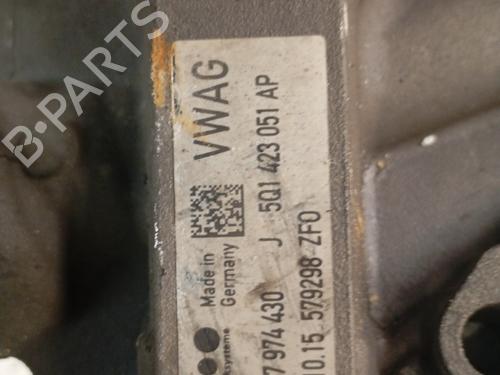 VWAG
5Q1 423 051 AP
Made in
Germany
J
7 974 430
10.15 579298 ZF0
B-Parts